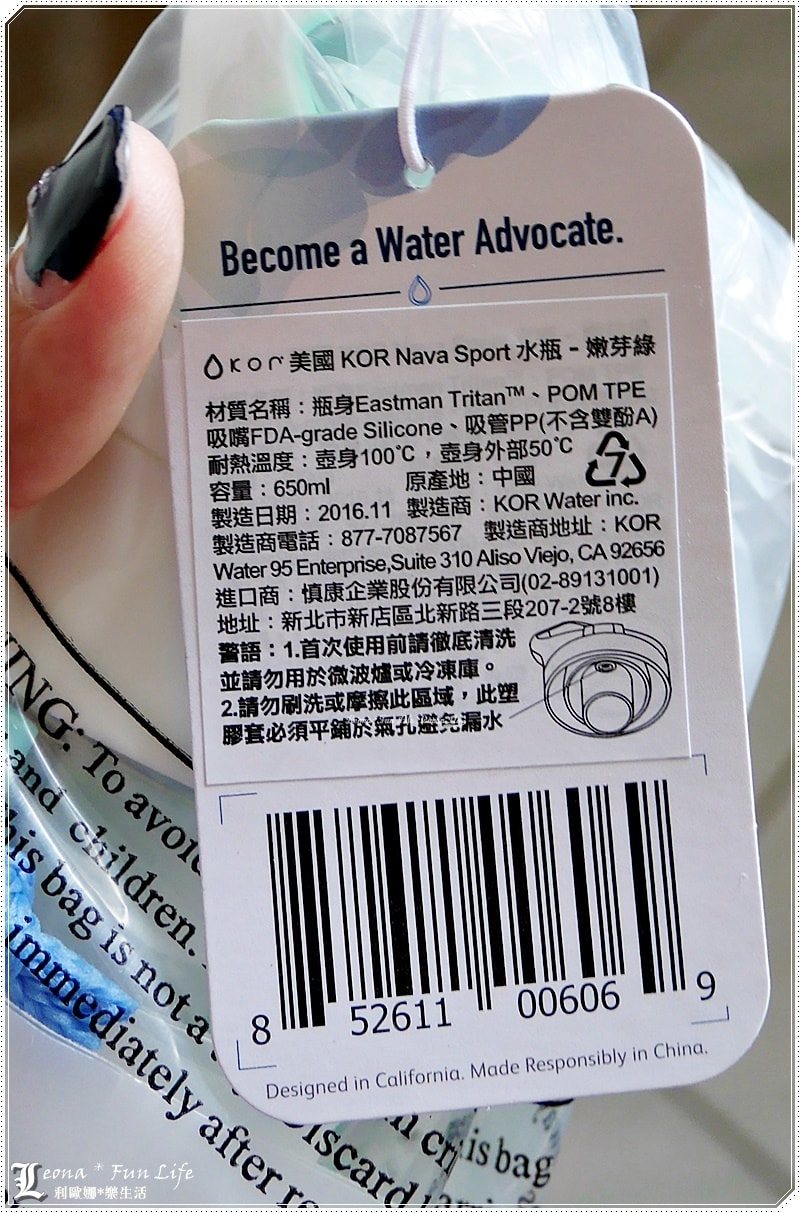 Become a Water Advocate.
kor 美國 KOR Nava Sport 水瓶 - 嫩芽綠
材質名稱：瓶身Eastman Tritan™、POM TPE
吸嘴FDA-grade Silicone、吸管PP(不含雙酚A)
耐熱溫度：壺身100℃，壺身外部50℃
7
容量：650ml 原產地：中國
製造日期：2016.11 製造商：KOR Water inc.
製造商電話：877-7087567 製造商地址：KOR
Water 95 Enterprise,Suite 310 Aliso Viejo, CA 92656
進口商：慎康企業股份有限公司(02-89131001)
地址：新北市新店區北新路三段207-2號8樓
警語：1.首次使用前請徹底清洗
並請勿用於微波爐或冷凍庫。
2.請勿刷洗或摩擦此區域，此塑
膠套必須平鋪於氣孔避免漏水
8 52611 00606 9
Designed in California. Made Responsibly in China.
NING: To avoid
and children.
his bag is not a
immediately after
Discard
is bag
Leona * Fun Life
利歐娜*樂生活